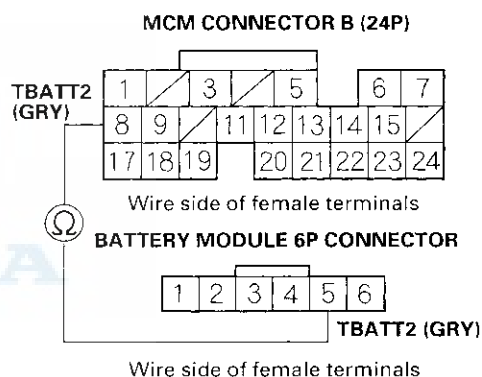 MCM CONNECTOR B (24P)
TBATT2
(GRY)
1 3 5 6 7
8 9 11 12 13 14 15
17 18 19 20 21 22 23 24
Wire side of female terminals
Ω
BATTERY MODULE 6P CONNECTOR
1 2 3 4 5 6
TBATT2 (GRY)
Wire side of female terminals